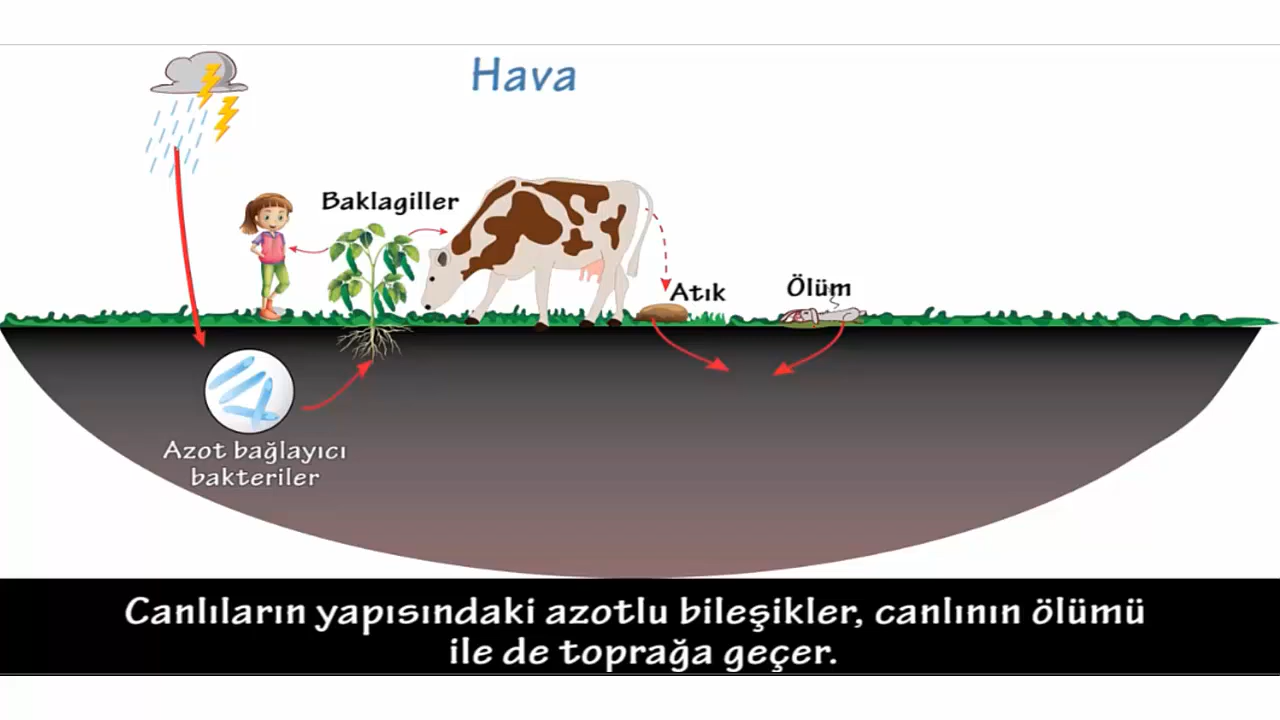 Hava
Baklagiller
Atık
Ölüm
Azot bağlayıcı
bakteriler
Canlıların yapısındaki azotlu bileşikler, canlının ölümü
ile de toprağa geçer.